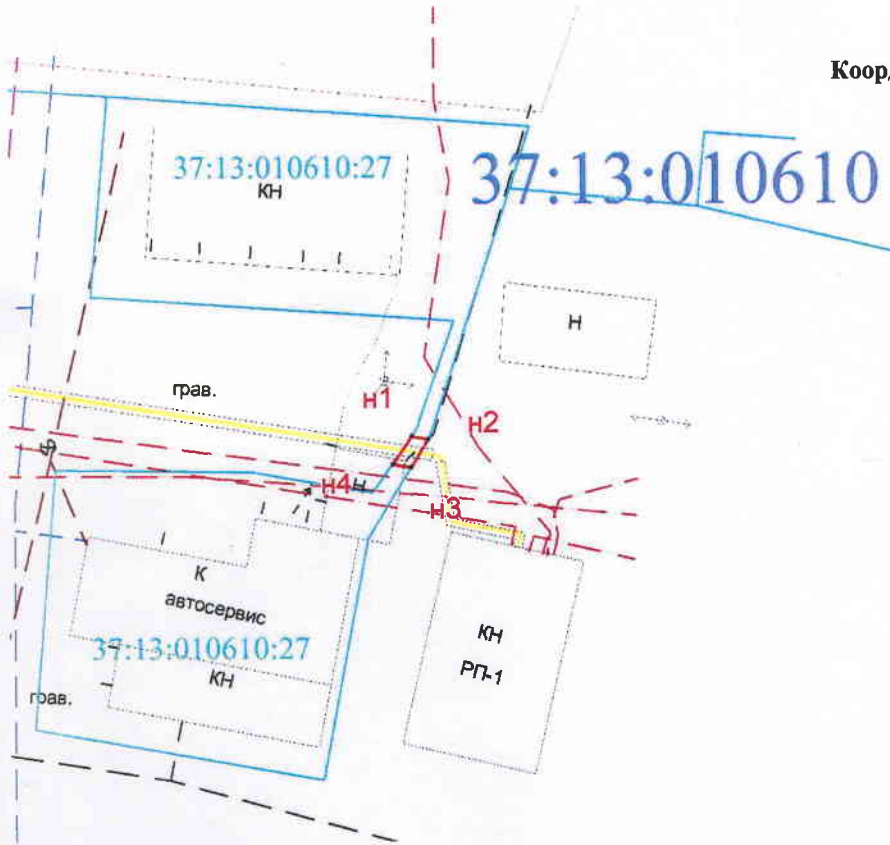 Коор
37:13:010610:27
КН
37:13:010610
Н
грав.
н1
н2
н4
н
н3
К
автосервис
37:13:010610:27
КН
КН
РП-1
грав.